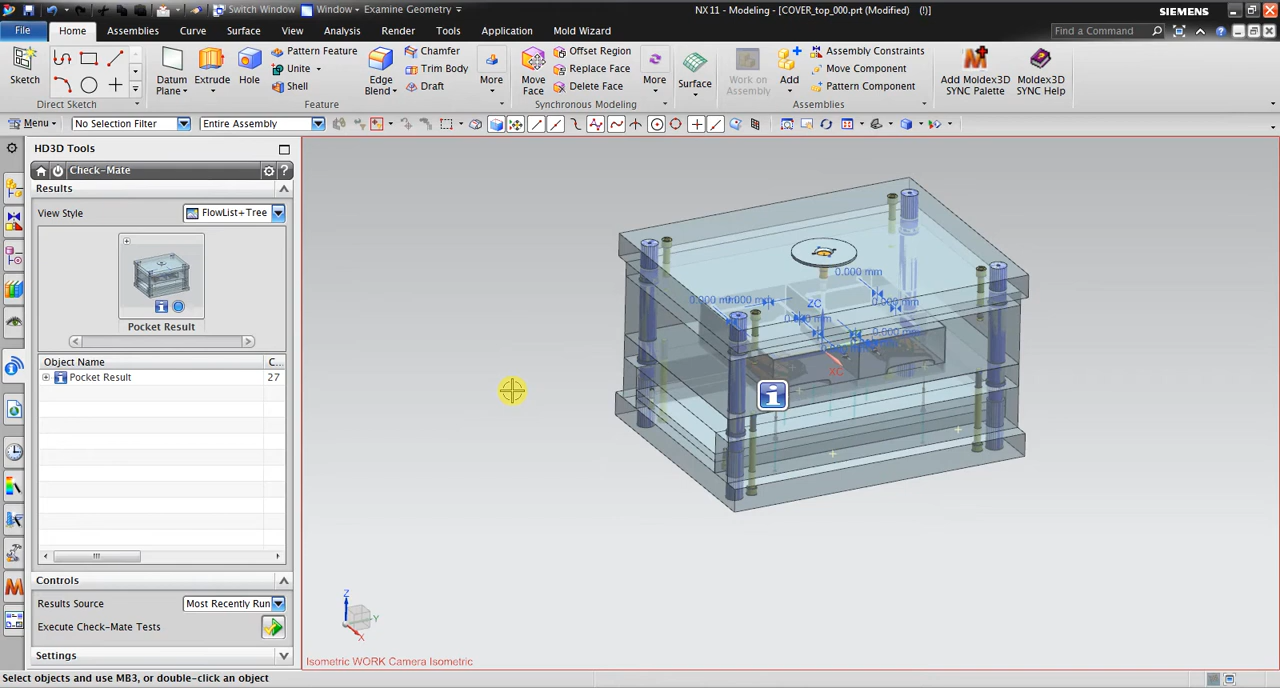 Switch Window
Window
Examine Geometry
NX 11 - Modeling - [COVER_top_000.prt (Modified) (!)]
SIEMENS
File
Home
Assemblies
Curve
Surface
View
Analysis
Render
Tools
Application
Mold Wizard
Find a Command
Sketch
Direct Sketch
Datum
Plane
Extrude
Hole
Pattern Feature
Unite
Shell
Edge
Blend
Chamfer
Trim Body
Draft
More
Feature
Move
Face
Offset Region
Replace Face
Delete Face
More
Synchronous Modeling
Surface
Work on
Assembly
Add
Assembly Constraints
Move Component
Pattern Component
Assemblies
Add Moldex3D
SYNC Palette
Moldex3D
SYNC Help
Menu
No Selection Filter
Entire Assembly
HD3D Tools
Check-Mate
Results
View Style
FlowList+Tree
Pocket Result
Object Name
C...
Pocket Result
27
Controls
Results Source
Most Recently Run
Execute Check-Mate Tests
Settings
0.000 mm
0.000 mm
ZC
XC
Z
Y
X
Isometric WORK Camera Isometric
Select objects and use MB3, or double-click an object